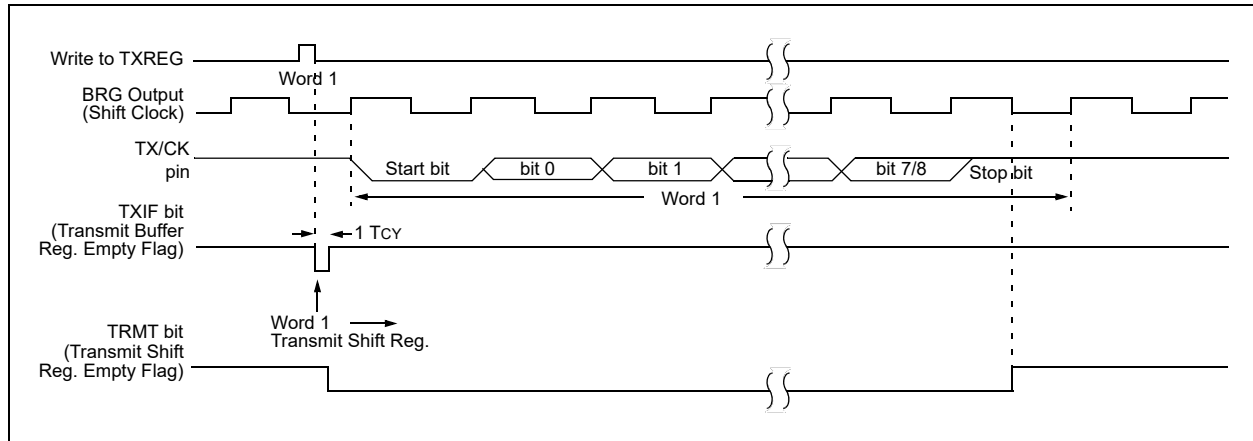 Write to TXREG
Word 1
BRG Output
(Shift Clock)
TX/CK
pin
Start bit
bit 0
bit 1
bit 7/8
Stop bit
Word 1
TXIF bit
(Transmit Buffer
Reg. Empty Flag)
1 TCY
Word 1
Transmit Shift Reg.
TRMT bit
(Transmit Shift
Reg. Empty Flag)